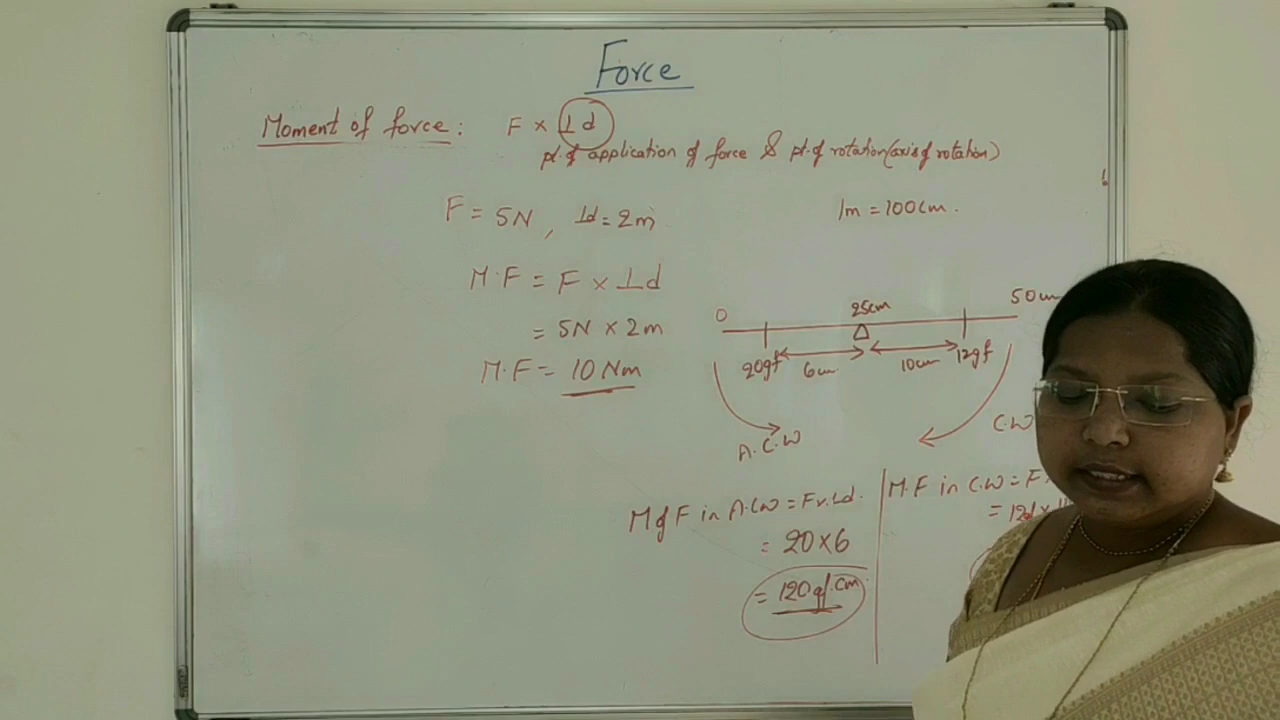 Force
Moment of force: F × ⊥d
pt. of application of force & pt. of rotation (axis of rotation)
F = 5N, ⊥d = 2m
1m = 100cm.
M.F = F × ⊥d
= 5N × 2m
M.F = 10 Nm
0 25cm 50cm
20gf 6cm 10cm 12gf
A.C.W
C.W
M of F in A.C.W = F × ⊥d.
= 20×6
= 120 gf.cm
M.F in C.W = F